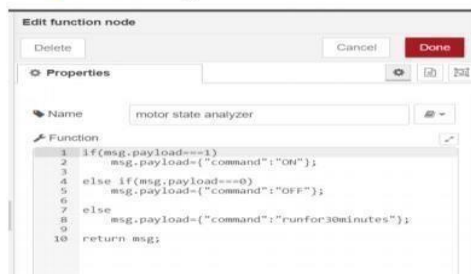 Edit function node
Delete Cancel Done
Properties
Name motor state analyzer
Function
1 if(msg.payload===1)
2 msg.payload={"command":"ON"};
3
4 else if(msg.payload===0)
5 msg.payload={"command":"OFF"};
6
7 else
8 msg.payload={"command":"runfor30minutes"};
9
10 return msg;